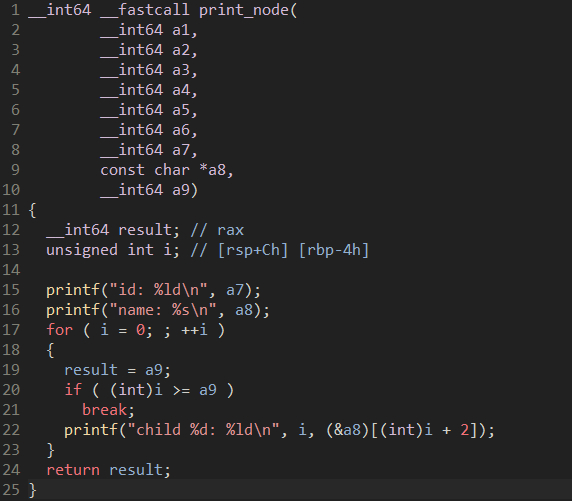 1 __int64 __fastcall print_node(
2         __int64 a1,
3         __int64 a2,
4         __int64 a3,
5         __int64 a4,
6         __int64 a5,
7         __int64 a6,
8         __int64 a7,
9         const char *a8,
10         __int64 a9)
11 {
12   __int64 result; // rax
13   unsigned int i; // [rsp+Ch] [rbp-4h]
14
15   printf("id: %ld\n", a7);
16   printf("name: %s\n", a8);
17   for ( i = 0; ; ++i )
18   {
19     result = a9;
20     if ( (int)i >= a9 )
21       break;
22     printf("child %d: %ld\n", i, (&a8)[(int)i + 2]);
23   }
24   return result;
25 }